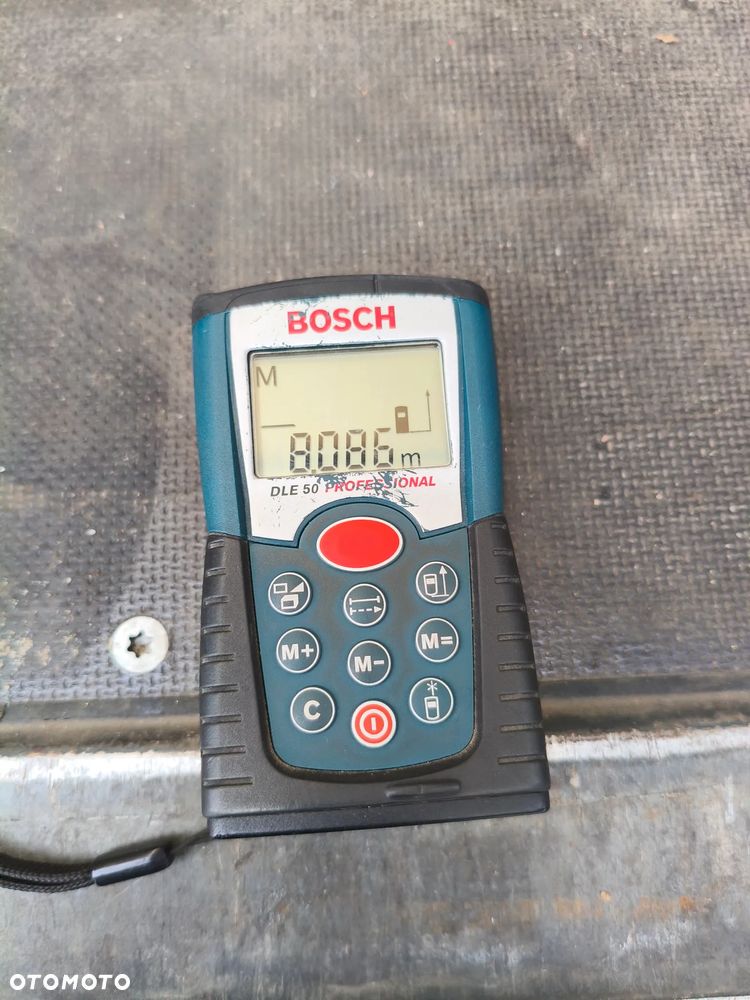 BOSCH
M
8.086 m
DLE 50 PROFESSIONAL
M+ M- M=
C
OTOMOTO